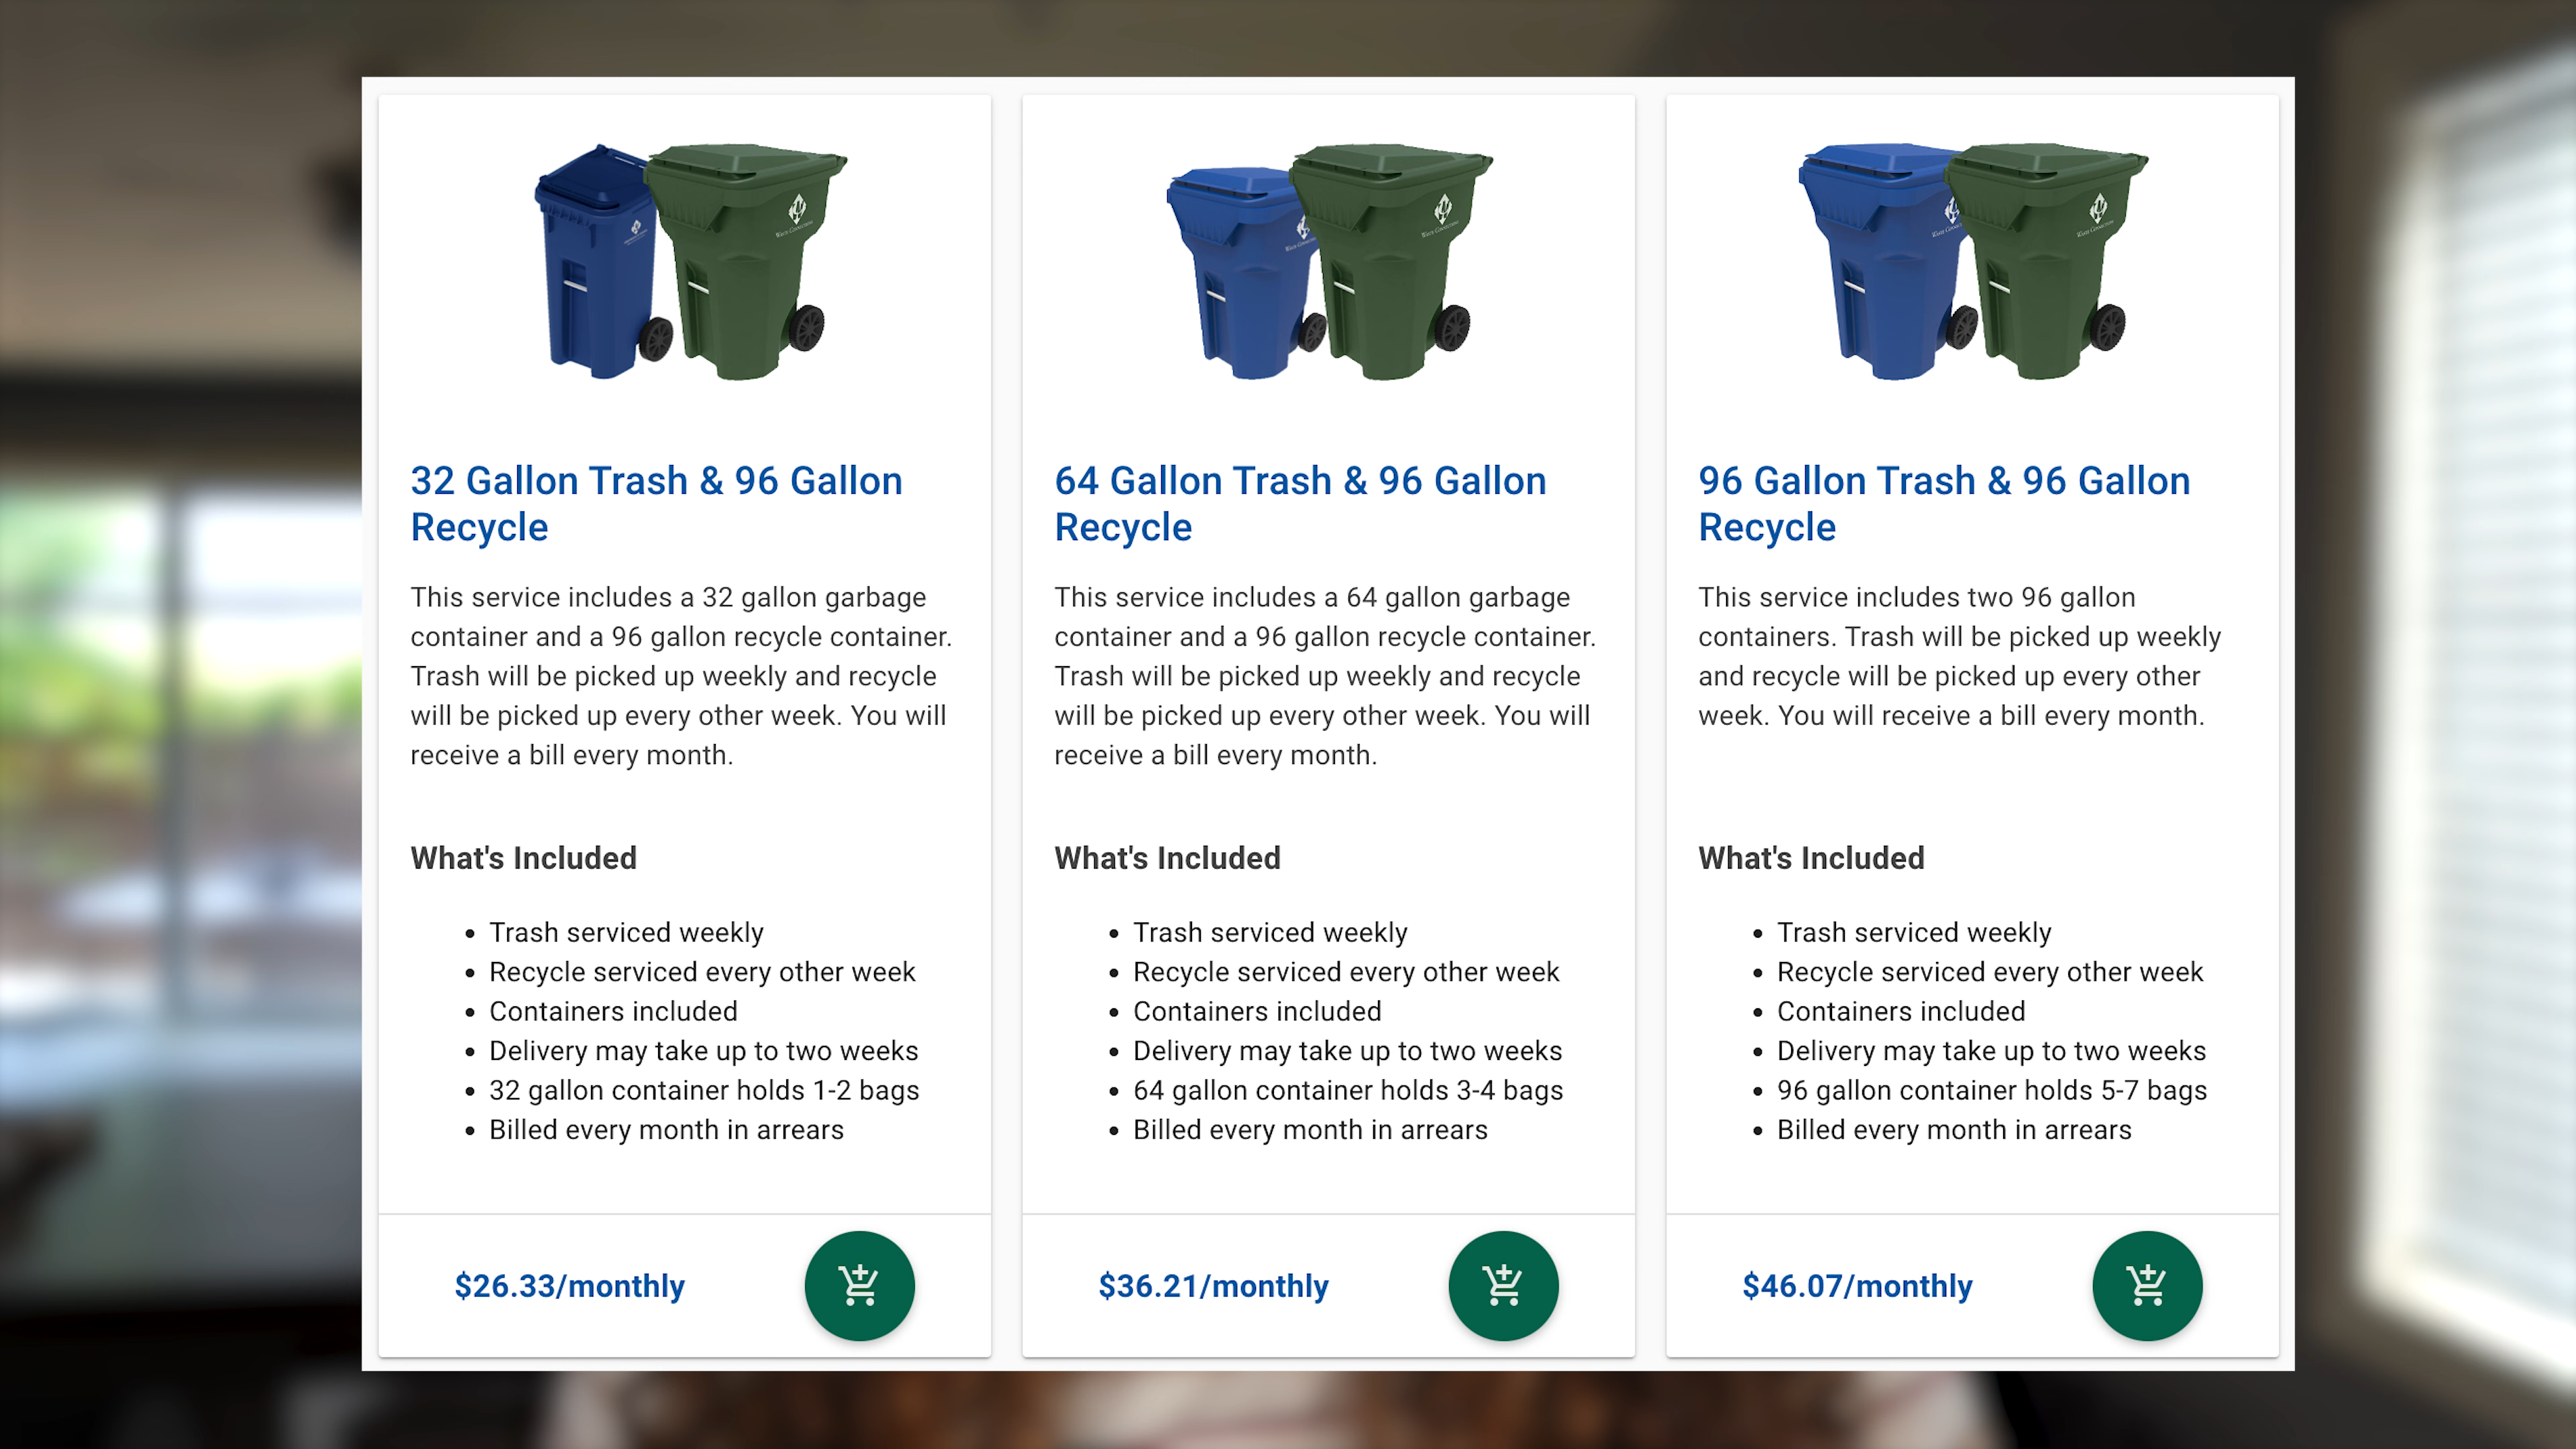 32 Gallon Trash & 96 Gallon
Recycle
This service includes a 32 gallon garbage
container and a 96 gallon recycle container.
Trash will be picked up weekly and recycle
will be picked up every other week. You will
receive a bill every month.
What's Included
Trash serviced weekly
Recycle serviced every other week
Containers included
Delivery may take up to two weeks
32 gallon container holds 1-2 bags
Billed every month in arrears
$26.33/monthly
64 Gallon Trash & 96 Gallon
Recycle
This service includes a 64 gallon garbage
container and a 96 gallon recycle container.
Trash will be picked up weekly and recycle
will be picked up every other week. You will
receive a bill every month.
What's Included
Trash serviced weekly
Recycle serviced every other week
Containers included
Delivery may take up to two weeks
64 gallon container holds 3-4 bags
Billed every month in arrears
$36.21/monthly
96 Gallon Trash & 96 Gallon
Recycle
This service includes two 96 gallon
containers. Trash will be picked up weekly
and recycle will be picked up every other
week. You will receive a bill every month.
What's Included
Trash serviced weekly
Recycle serviced every other week
Containers included
Delivery may take up to two weeks
96 gallon container holds 5-7 bags
Billed every month in arrears
$46.07/monthly